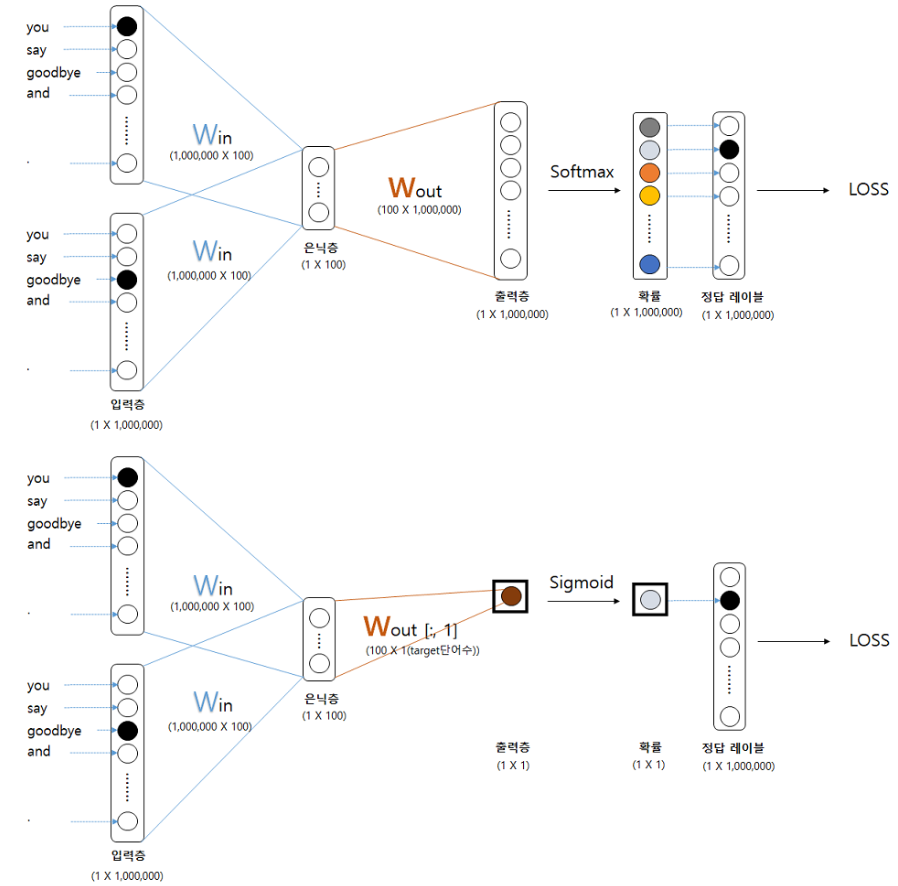 you
say
goodbye
and
.
Win
(1,000,000 X 100)
you
say
goodbye
and
.
Win
(1,000,000 X 100)
입력층
(1 X 1,000,000)
은닉층
(1 X 100)
Wout
(100 X 1,000,000)
출력층
(1 X 1,000,000)
Softmax
확률
(1 X 1,000,000)
정답 레이블
(1 X 1,000,000)
LOSS
you
say
goodbye
and
.
Win
(1,000,000 X 100)
you
say
goodbye
and
.
Win
(1,000,000 X 100)
입력층
(1 X 1,000,000)
은닉층
(1 X 100)
Wout [:, 1]
(100 X 1(target단어수))
출력층
(1 X 1)
Sigmoid
확률
(1 X 1)
정답 레이블
(1 X 1,000,000)
LOSS